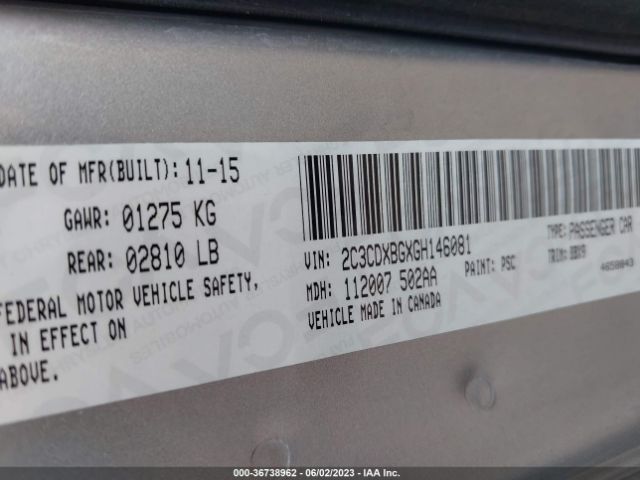 DATE OF MFR(BUILT): 11-15
GAWR: 01275 KG
REAR: 02810 LB
FEDERAL MOTOR VEHICLE SAFETY,
IN EFFECT ON
ABOVE.
VIN: 2C3CDXBGXGH146081
TYPE: PASSENGER CAR
MDH: 112007 502AA
PAINT: PSC
VEHICLE MADE IN CANADA
000-36738962 • 06/02/2023 • IAAI.COM